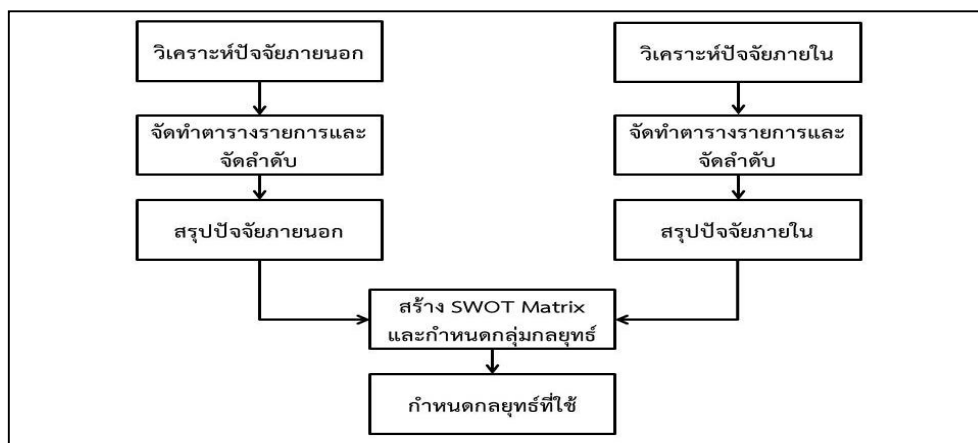 วิเคราะห์ปัจจัยภายนอก
วิเคราะห์ปัจจัยภายใน
จัดทำตารางรายการและ
จัดลำดับ
จัดทำตารางรายการและ
จัดลำดับ
สรุปปัจจัยภายนอก
สรุปปัจจัยภายใน
สร้าง SWOT Matrix
และกำหนดกลุ่มกลยุทธ์
กำหนดกลยุทธ์ที่ใช้